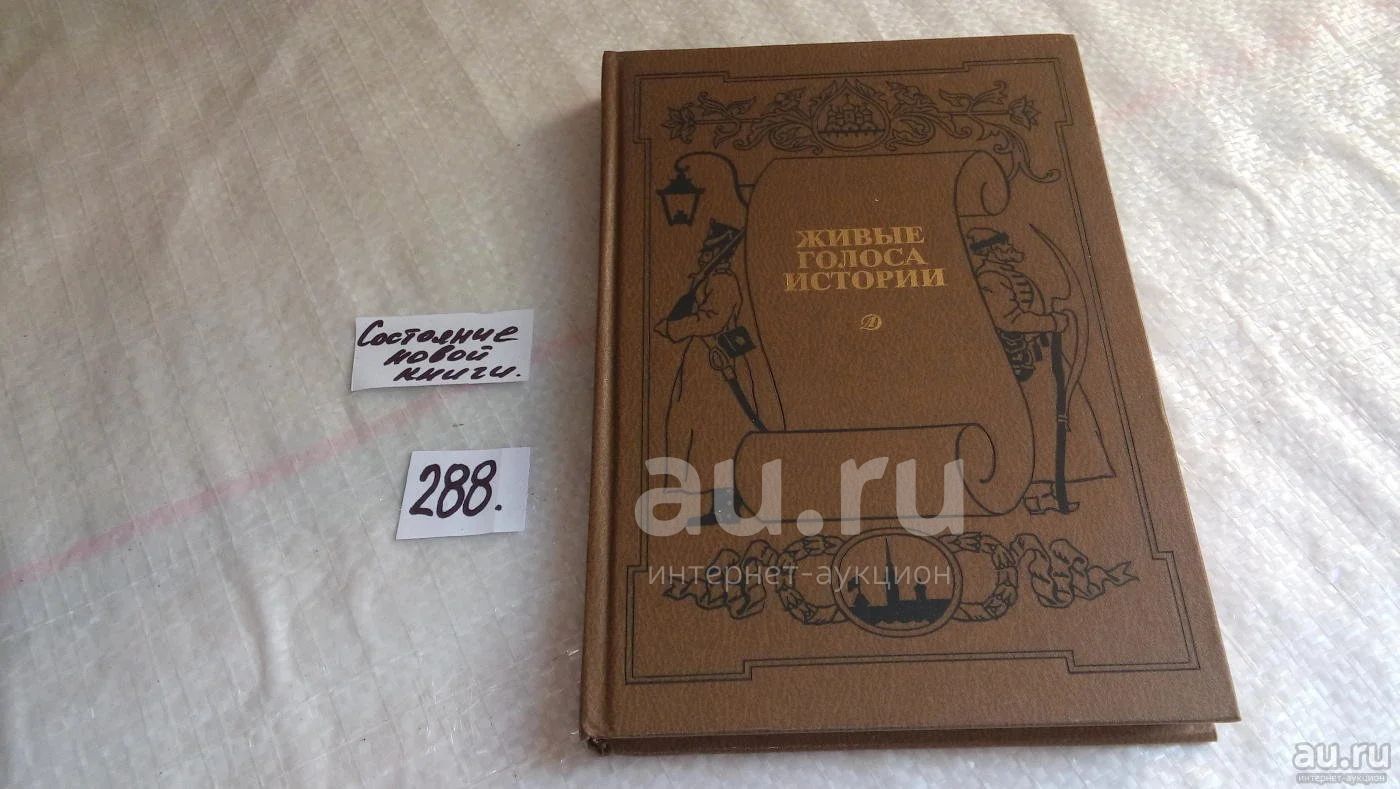 ЖИВЫЕ
ГОЛОСА
ИСТОРИИ
Состояние
новой
книги.
288.
au.ru
интернет-аукцион
au.ru
интернет-аукцион